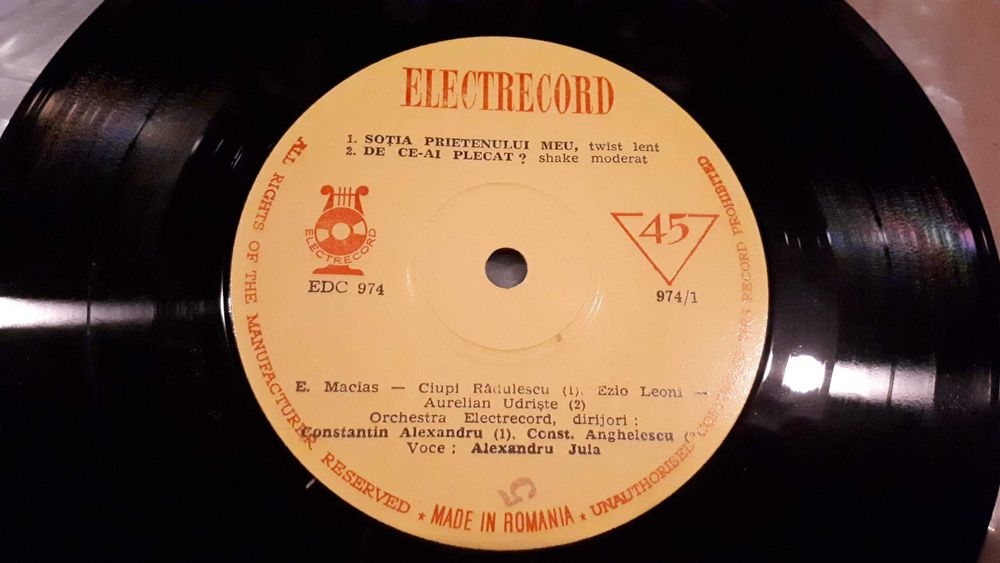 ELECTRECORD
1. SOȚIA PRIETENULUI MEU, twist lent
2. DE CE-AI PLECAT ? shake moderat
ELECTRECORD
EDC 974
45
974/1
E. Macias — Ciupi Rădulescu (1), Ezio Leoni —
Aurelian Udriște (2)
Orchestra Electrecord, dirijori :
Constantin Alexandru (1), Const. Anghelescu (
Voce : Alexandru Jula
5
ALL RIGHTS OF THE MANUFACTURER RESERVED ★ MADE IN ROMANIA ★ UNAUTHORISED RECORD PROHIBITED